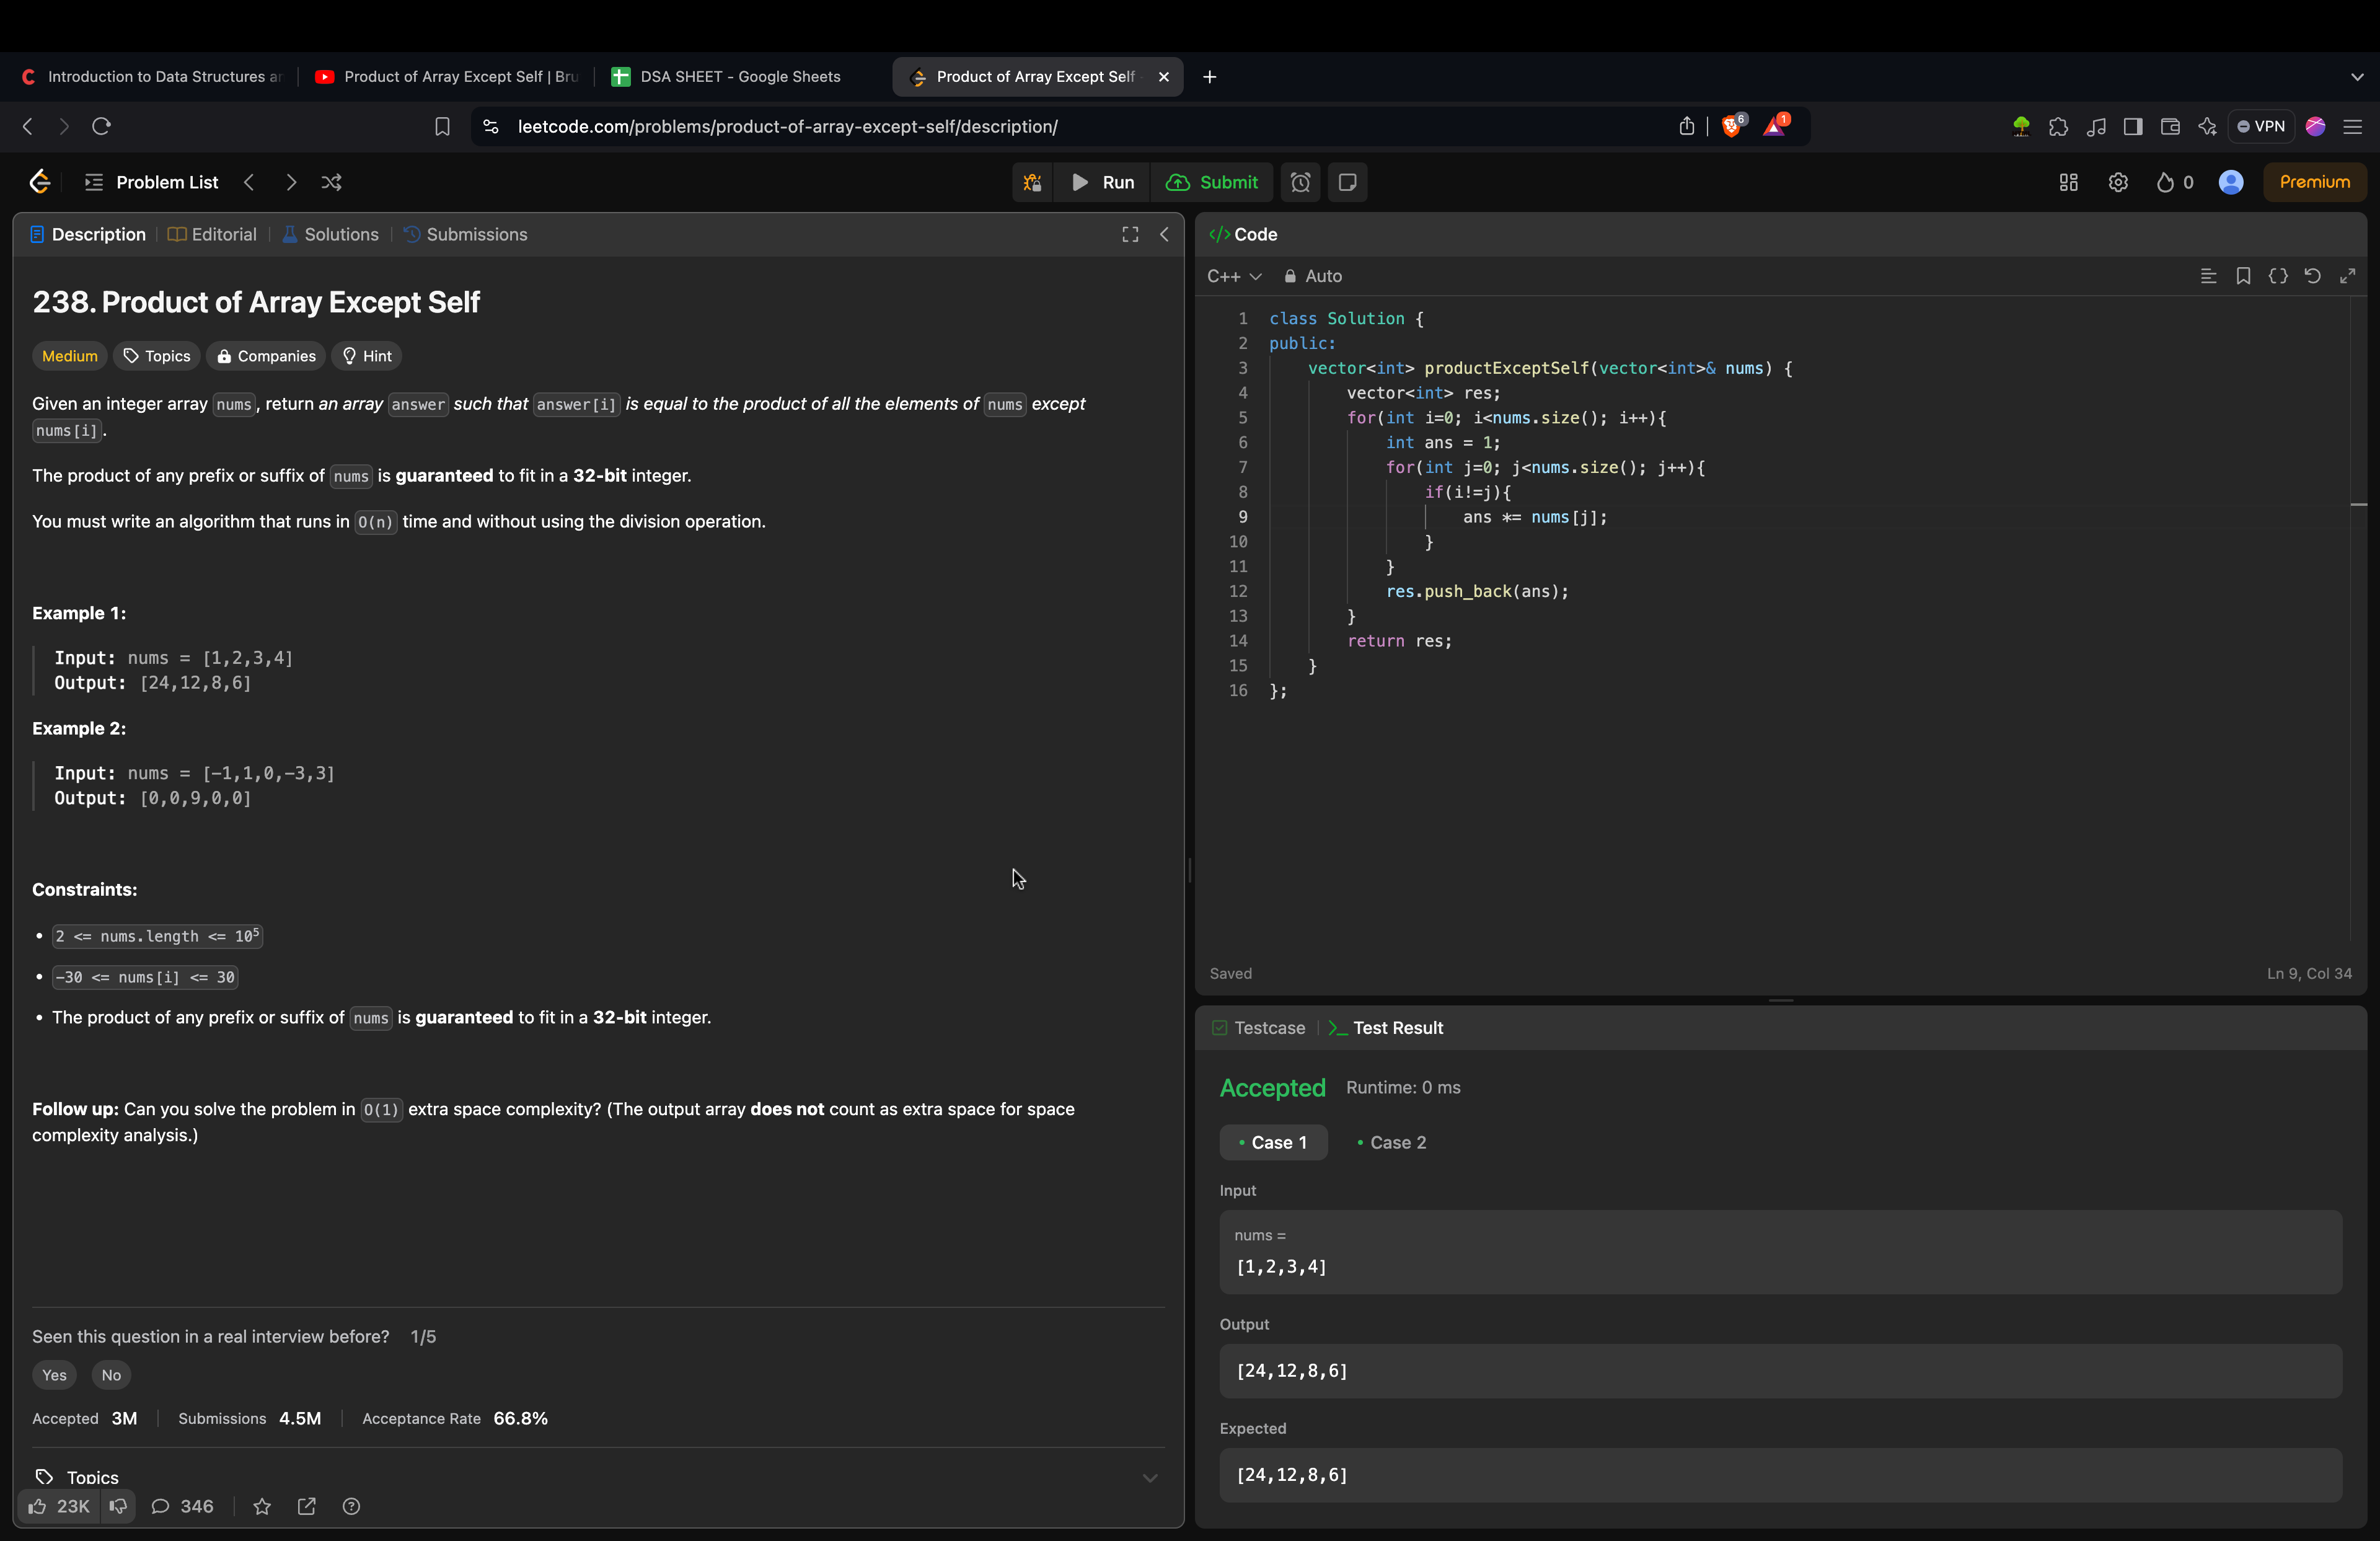 Introduction to Data Structures ar
Product of Array Except Self | Bru
DSA SHEET - Google Sheets
Product of Array Except Self -
leetcode.com/problems/product-of-array-except-self/description/
6
1
VPN
Problem List
Run
Submit
0
Premium
Description
Editorial
Solutions
Submissions
238. Product of Array Except Self
Medium
Topics
Companies
Hint
Given an integer array nums, return an array answer such that answer[i] is equal to the product of all the elements of nums except
nums[i].
The product of any prefix or suffix of nums is guaranteed to fit in a 32-bit integer.
You must write an algorithm that runs in O(n) time and without using the division operation.
Example 1:
Input: nums = [1,2,3,4]
Output: [24,12,8,6]
Example 2:
Input: nums = [-1,1,0,-3,3]
Output: [0,0,9,0,0]
Constraints:
• 2 <= nums.length <= 10⁵
• -30 <= nums[i] <= 30
• The product of any prefix or suffix of nums is guaranteed to fit in a 32-bit integer.
Follow up: Can you solve the problem in O(1) extra space complexity? (The output array does not count as extra space for space
complexity analysis.)
Seen this question in a real interview before? 1/5
Yes
No
Accepted 3M
Submissions 4.5M
Acceptance Rate 66.8%
Topics
23K
346
</> Code
C++
Auto
1 class Solution {
2 public:
3     vector<int> productExceptSelf(vector<int>& nums) {
4         vector<int> res;
5         for(int i=0; i<nums.size(); i++){
6             int ans = 1;
7             for(int j=0; j<nums.size(); j++){
8                 if(i!=j){
9                     ans *= nums[j];
10                 }
11             }
12             res.push_back(ans);
13         }
14         return res;
15     }
16 };
Saved
Ln 9, Col 34
Testcase
>_ Test Result
Accepted
Runtime: 0 ms
• Case 1
• Case 2
Input
nums =
[1,2,3,4]
Output
[24,12,8,6]
Expected
[24,12,8,6]